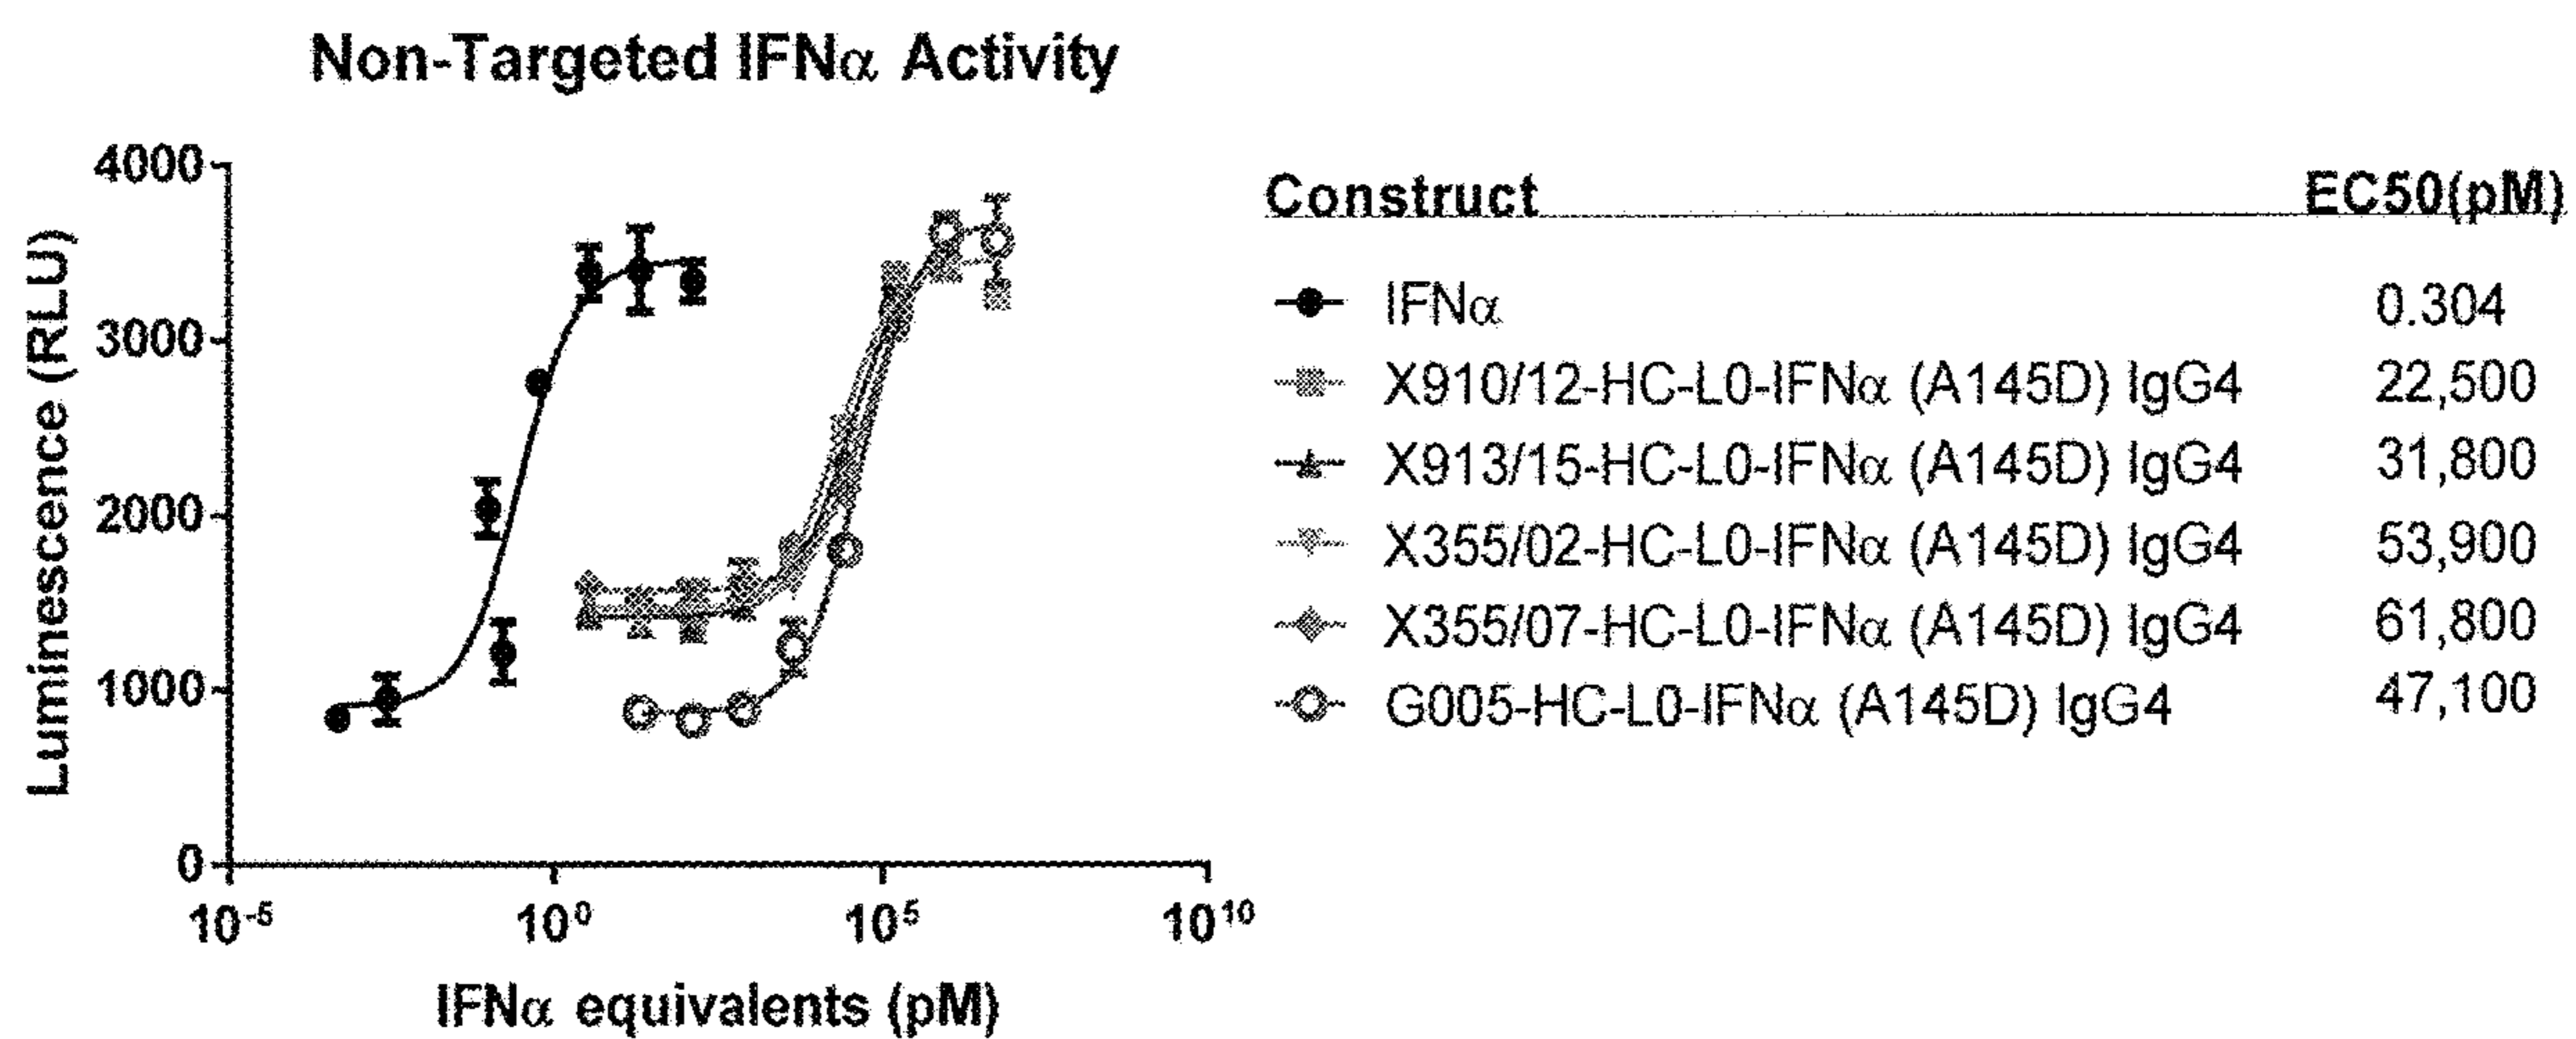 Non-Targeted IFNα Activity
Luminescence (RLU)
4000
3000
2000
1000
0
10⁻⁵
10⁰
10⁵
10¹⁰
IFNα equivalents (pM)
Construct EC50(pM)
IFNα 0.304
X910/12-HC-L0-IFNα (A145D) IgG4 22,500
X913/15-HC-L0-IFNα (A145D) IgG4 31,800
X355/02-HC-L0-IFNα (A145D) IgG4 53,900
X355/07-HC-L0-IFNα (A145D) IgG4 61,800
G005-HC-L0-IFNα (A145D) IgG4 47,100